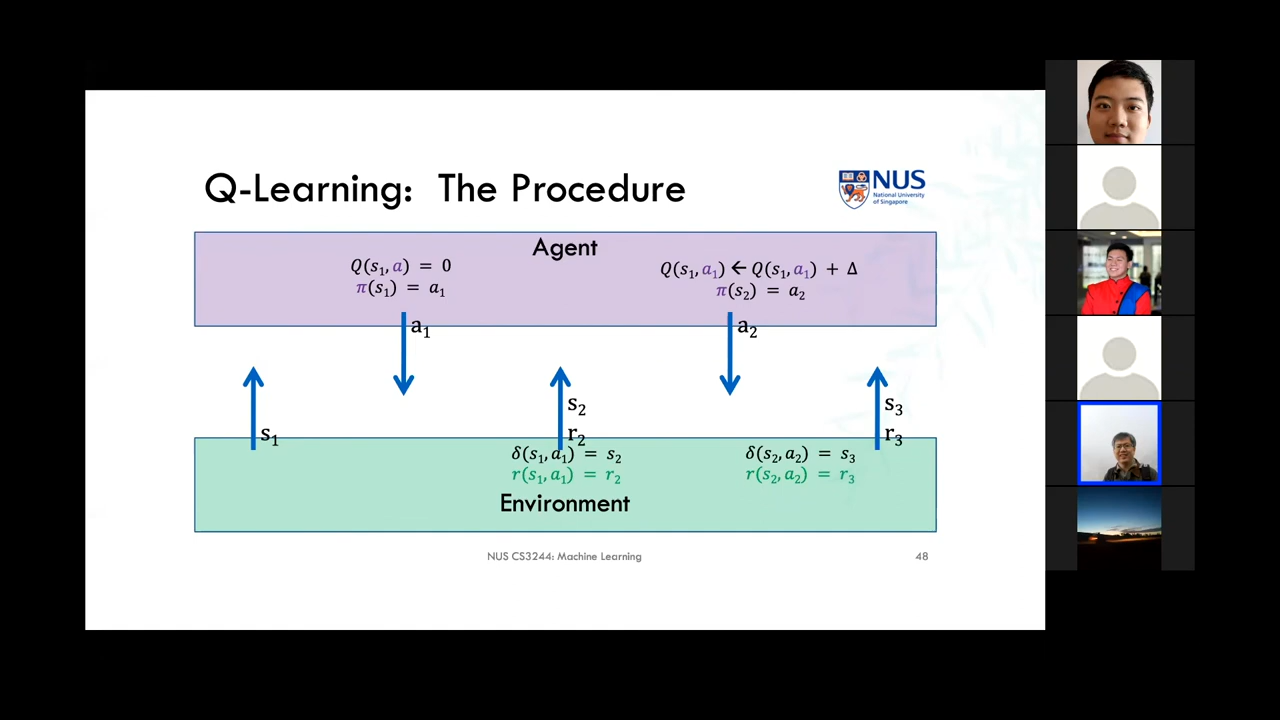 Q-Learning: The Procedure
NUS
National University
of Singapore
Agent
Q(s₁, a) = 0
π(s₁) = a₁
Q(s₁, a₁) ← Q(s₁, a₁) + Δ
π(s₂) = a₂
a₁
a₂
s₁
s₂
r₂
s₃
r₃
δ(s₁, a₁) = s₂
r(s₁, a₁) = r₂
δ(s₂, a₂) = s₃
r(s₂, a₂) = r₃
Environment
NUS CS3244: Machine Learning
48